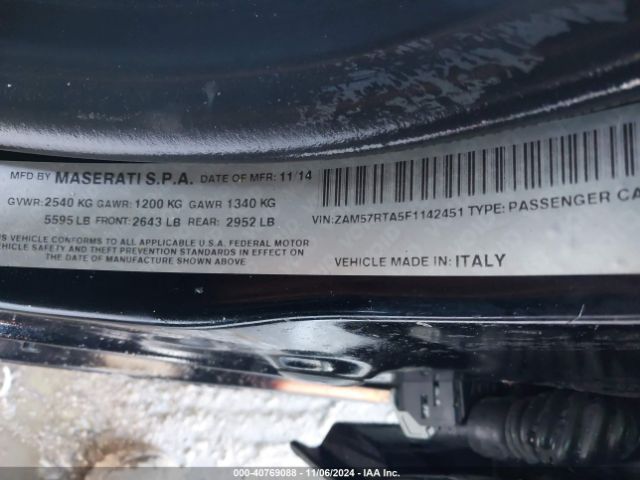 MFD BY MASERATI S.P.A. DATE OF MFR: 11/14
GVWR: 2540 KG GAWR: 1200 KG GAWR 1340 KG
5595 LB FRONT: 2643 LB REAR: 2952 LB
VEHICLE CONFORMS TO ALL APPLICABLE U.S.A. FEDERAL MOTOR
VEHICLE SAFETY AND THEFT PREVENTION STANDARDS IN EFFECT ON
THE DATE OF MANUFACTURE SHOWN ABOVE.
VIN: ZAM57RTA5F1142451 TYPE: PASSENGER CA
VEHICLE MADE IN: ITALY
000-40769088 - 11/06/2024 - IAA Inc.